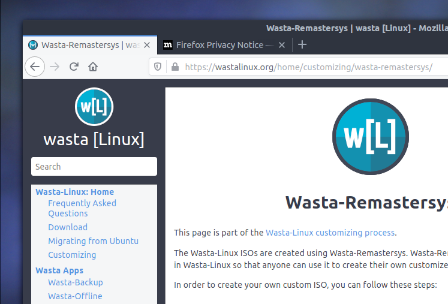 Wasta-Remastersys | wasta [Linux] - Mozilla
Wasta-Remastersys | was
Firefox Privacy Notice —
https://wastalinux.org/home/customizing/wasta-remastersys/
w[L]
wasta [Linux]
Search
Wasta-Linux: Home
Frequently Asked
Questions
Download
Migrating from Ubuntu
Customizing
Wasta Apps
Wasta-Backup
Wasta-Offline
w[L]
Wasta-Remastersys
This page is part of the Wasta-Linux customizing process.
The Wasta-Linux ISOs are created using Wasta-Remastersys. Wasta-Re
in Wasta-Linux so that anyone can use it to create their own customize
In order to create your own custom ISO, you can follow these steps: